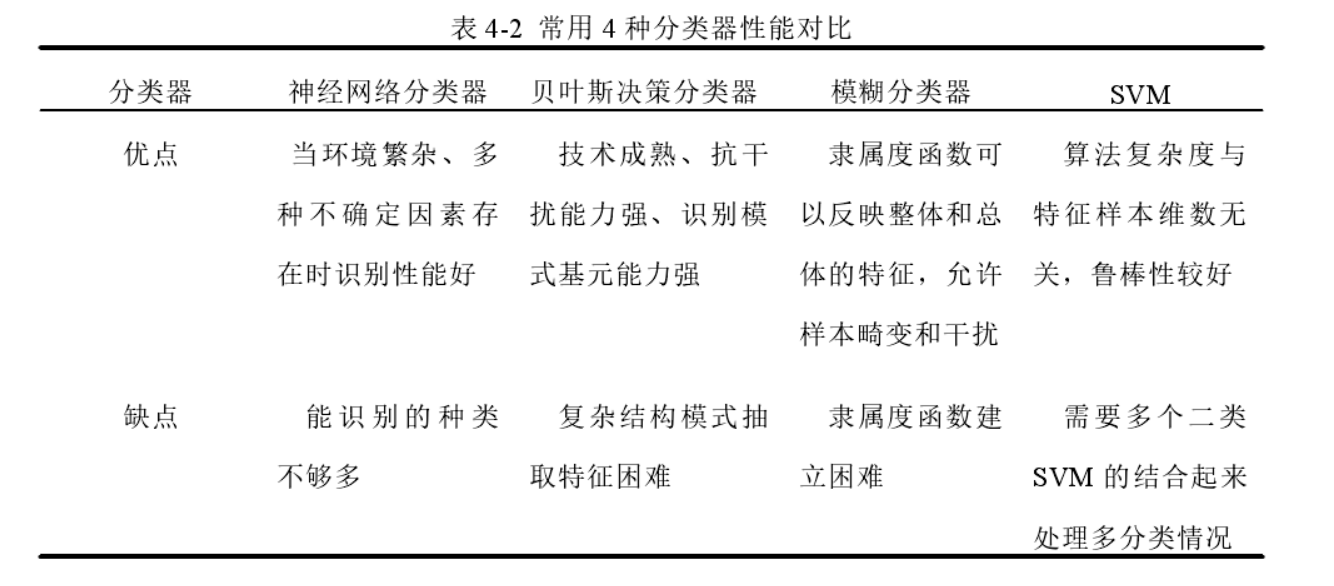 表 4-2 常用 4 种分类器性能对比
分类器 神经网络分类器 贝叶斯决策分类器 模糊分类器 SVM
优点 当环境繁杂、多 技术成熟、抗干 隶属度函数可 算法复杂度与
种不确定因素存 扰能力强、识别模 以反映整体和总 特征样本维数无
在时识别性能好 式基元能力强 体的特征，允许 关，鲁棒性较好
样本畸变和干扰
缺点 能识别的种类 复杂结构模式抽 隶属度函数建 需要多个二类
不够多 取特征困难 立困难 SVM 的结合起来
处理多分类情况